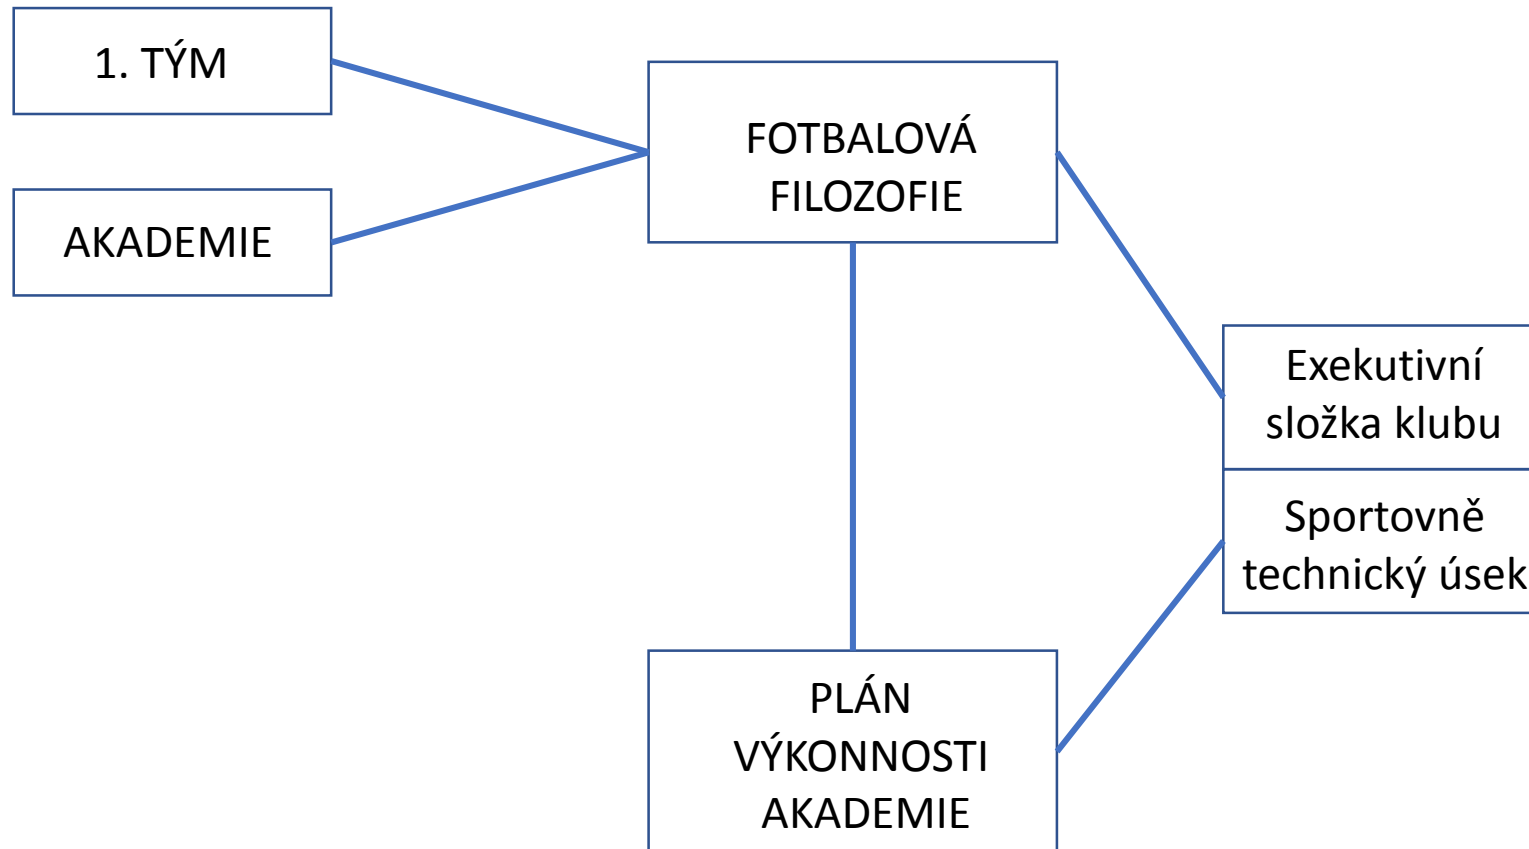 1. TÝM
AKADEMIE
FOTBALOVÁ
FILOZOFIE
Exekutivní
složka klubu
Sportovně
technický úsek
PLÁN
VÝKONNOSTI
AKADEMIE